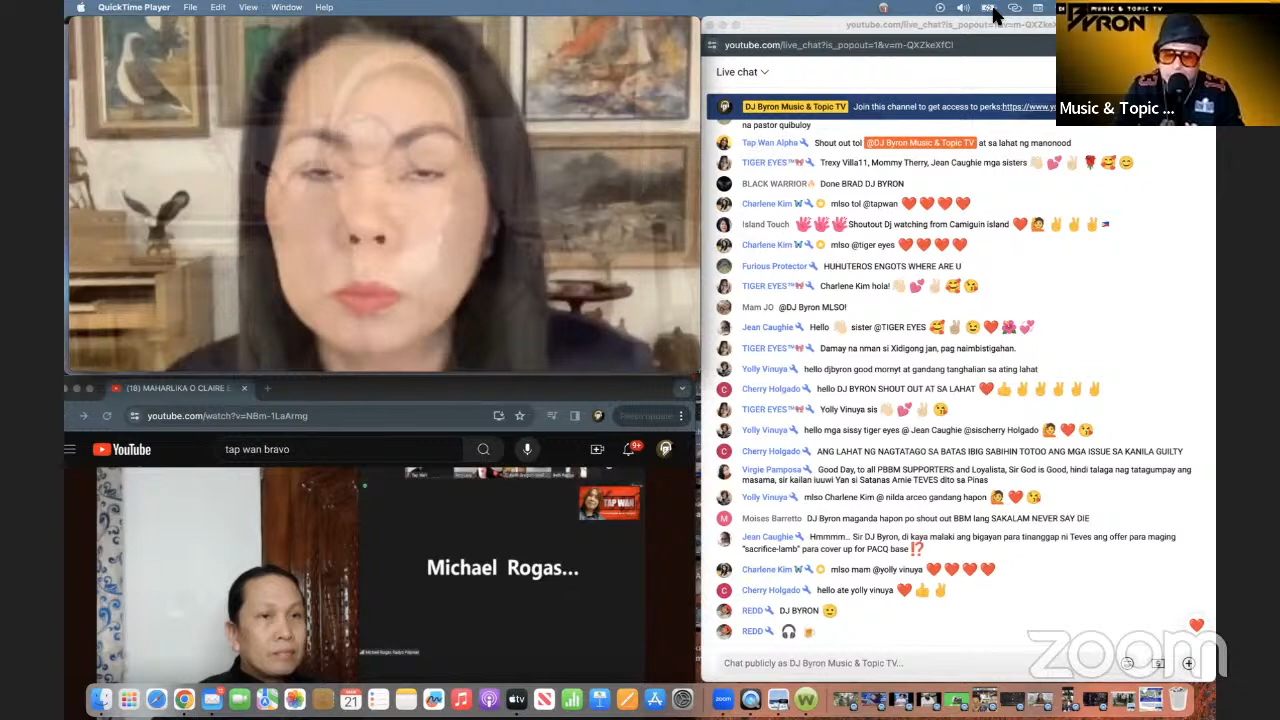 QuickTime Player File Edit View Window Help
MUSIC & TOPIC TV
BYRON
Music & Topic ...
youtube.com/live_chat?is_popout=1&v=m-QXZkeXfCI
Live chat
DJ Byron Music & Topic TV Join this channel to get access to perks:https://www.yo
na pastor quibuloy
Tap Wan Alpha Shout out tol @DJ Byron Music & Topic TV at sa lahat ng manonood
TIGER EYES™ Trexy Villa11, Mommy Therry, Jean Caughie mga sisters
BLACK WARRIOR Done BRAD DJ BYRON
Charlene Kim mlso tol @tapwan
Island Touch Shoutout Dj watching from Camiguin island
Charlene Kim mlso @tiger eyes
Furious Protector HUHUTEROS ENGOTS WHERE ARE U
TIGER EYES™ Charlene Kim hola!
Mam JO @DJ Byron MLSO!
Jean Caughie Hello sister @TIGER EYES
TIGER EYES™ Damay na nman si Xidigong jan, pag naimbistigahan.
Yolly Vinuya hello djbyron good mornyt at gandang tanghalian sa ating lahat
C Cherry Holgado hello DJ BYRON SHOUT OUT AT SA LAHAT
TIGER EYES™ Yolly Vinuya sis
Yolly Vinuya hello mga sissy tiger eyes @ Jean Caughie @sischerry Holgado
C Cherry Holgado ANG LAHAT NG NAGTATAGO SA BATAS IBIG SABIHIN TOTOO ANG MGA ISSUE SA KANILA GUILTY
Virgie Pamposa Good Day, to all PBBM SUPPORTERS and Loyalista, Sir God is Good, hindi talaga nag tatagumpay ang
masama, sir kailan iuuwi Yan si Satanas Arnie TEVES dito sa Pinas
Yolly Vinuya mlso Charlene Kim @ nilda arceo gandang hapon
M Moises Barretto DJ Byron maganda hapon po shout out BBM lang SAKALAM NEVER SAY DIE
Jean Caughie Hmmmm... Sir DJ Byron, di kaya malaki ang bigayan para tinanggap ni Teves ang offer para maging
"sacrifice-lamb" para cover up for PACQ base
Charlene Kim mlso mam @yolly vinuya
C Cherry Holgado hello ate yolly vinuya
REDD DJ BYRON
REDD
Chat publicly as DJ Byron Music & Topic TV...
zoom
(18) MAHARLIKA O CLAIRE
youtube.com/watch?v=NBm-1LaArmg
YouTube
tap wan bravo
9+
TAP WAN
Michael Rogas...
21
zoom